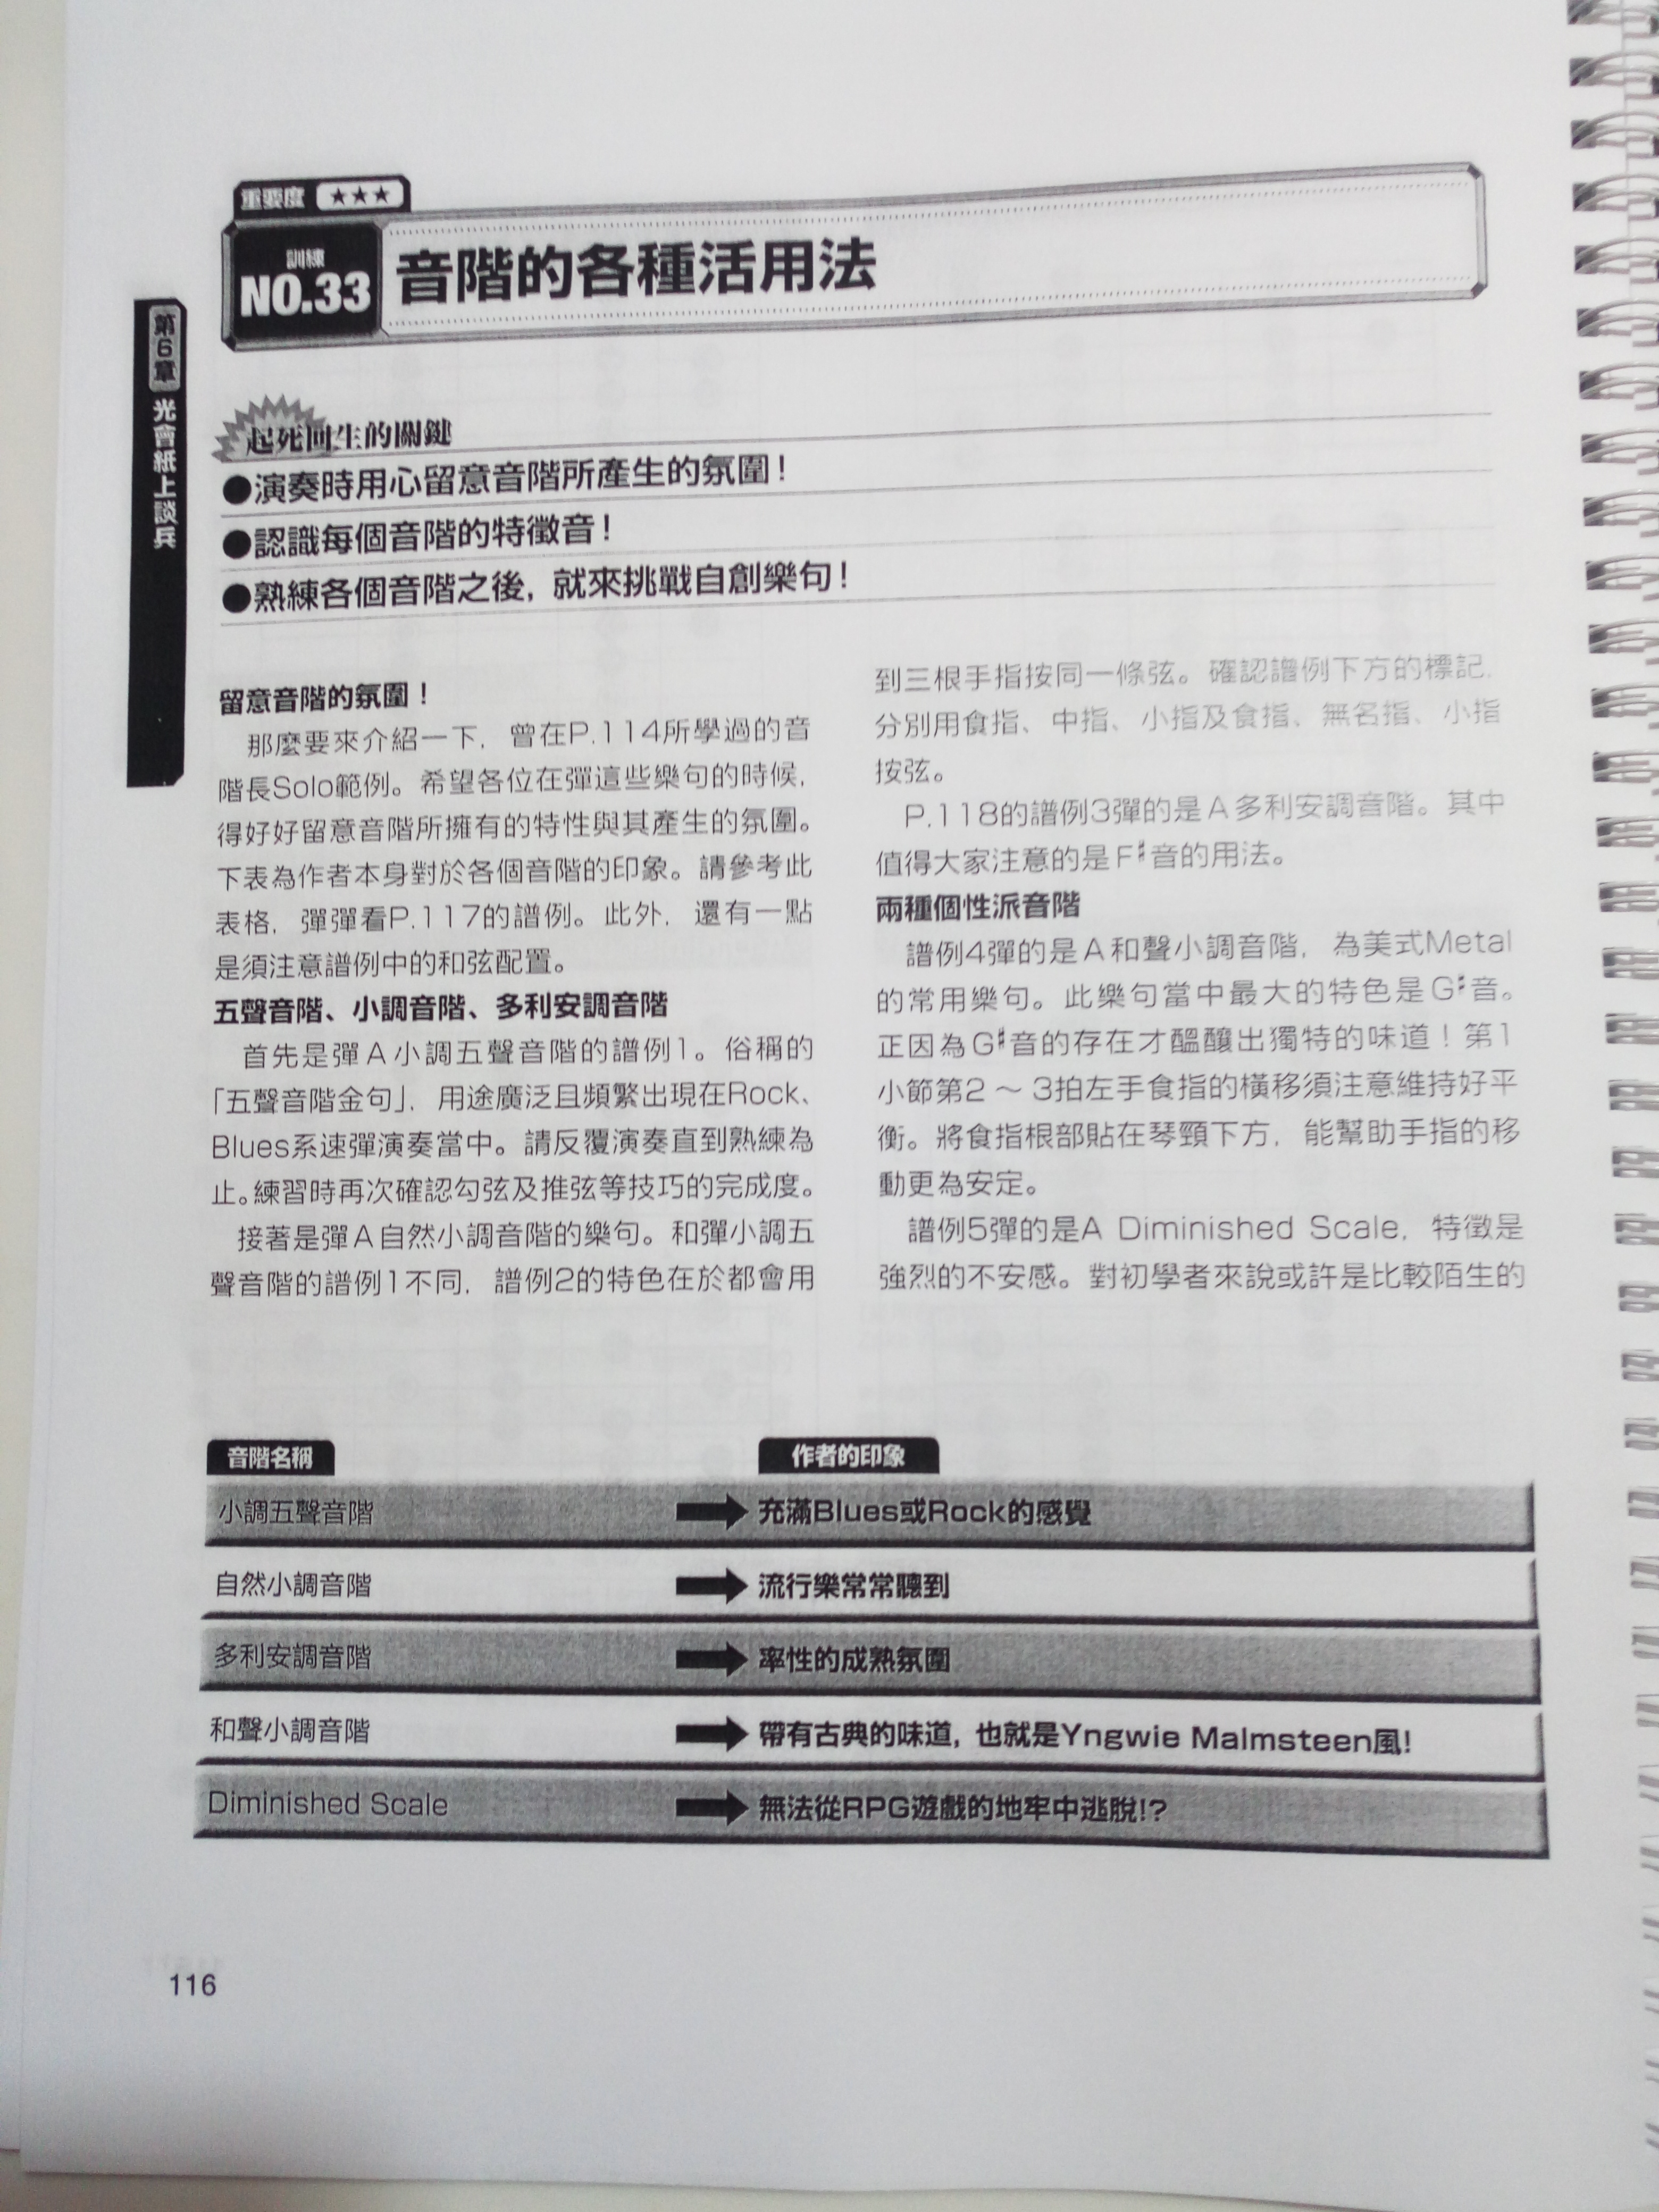 重要度 ★★★
訓練
NO.33
音階的各種活用法
第6章 光會紙上談兵
起死回生的關鍵
●演奏時用心留意音階所產生的氛圍！
●認識每個音階的特徵音！
●熟練各個音階之後，就來挑戰自創樂句！
留意音階的氛圍！
那麼要來介紹一下，曾在P.114所學過的音
階長Solo範例。希望各位在彈這些樂句的時候，
得好好留意音階所擁有的特性與其產生的氛圍。
下表為作者本身對於各個音階的印象。請參考此
表格，彈彈看P.117的譜例。此外，還有一點
是須注意譜例中的和弦配置。
五聲音階、小調音階、多利安調音階
首先是彈A小調五聲音階的譜例1。俗稱的
「五聲音階金句」，用途廣泛且頻繁出現在Rock、
Blues系速彈演奏當中。請反覆演奏直到熟練為
止。練習時再次確認勾弦及推弦等技巧的完成度。
接著是彈A自然小調音階的樂句。和彈小調五
聲音階的譜例1不同，譜例2的特色在於都會用
到三根手指按同一條弦。確認譜例下方的標記，
分別用食指、中指、小指及食指、無名指、小指
按弦。
P.118的譜例3彈的是A多利安調音階。其中
值得大家注意的是F♯音的用法。
兩種個性派音階
譜例4彈的是A和聲小調音階，為美式Metal
的常用樂句。此樂句當中最大的特色是G♯音。
正因為G♯音的存在才醞釀出獨特的味道！第1
小節第2～3拍左手食指的橫移須注意維持好平
衡。將食指根部貼在琴頸下方，能幫助手指的移
動更為安定。
譜例5彈的是A Diminished Scale，特徵是
強烈的不安感。對初學者來說或許是比較陌生的
音階名稱 作者的印象
小調五聲音階 ➡ 充滿Blues或Rock的感覺
自然小調音階 ➡ 流行樂常常聽到
多利安調音階 ➡ 率性的成熟氛圍
和聲小調音階 ➡ 帶有古典的味道，也就是Yngwie Malmsteen風!
Diminished Scale ➡ 無法從RPG遊戲的地牢中逃脫!?
116